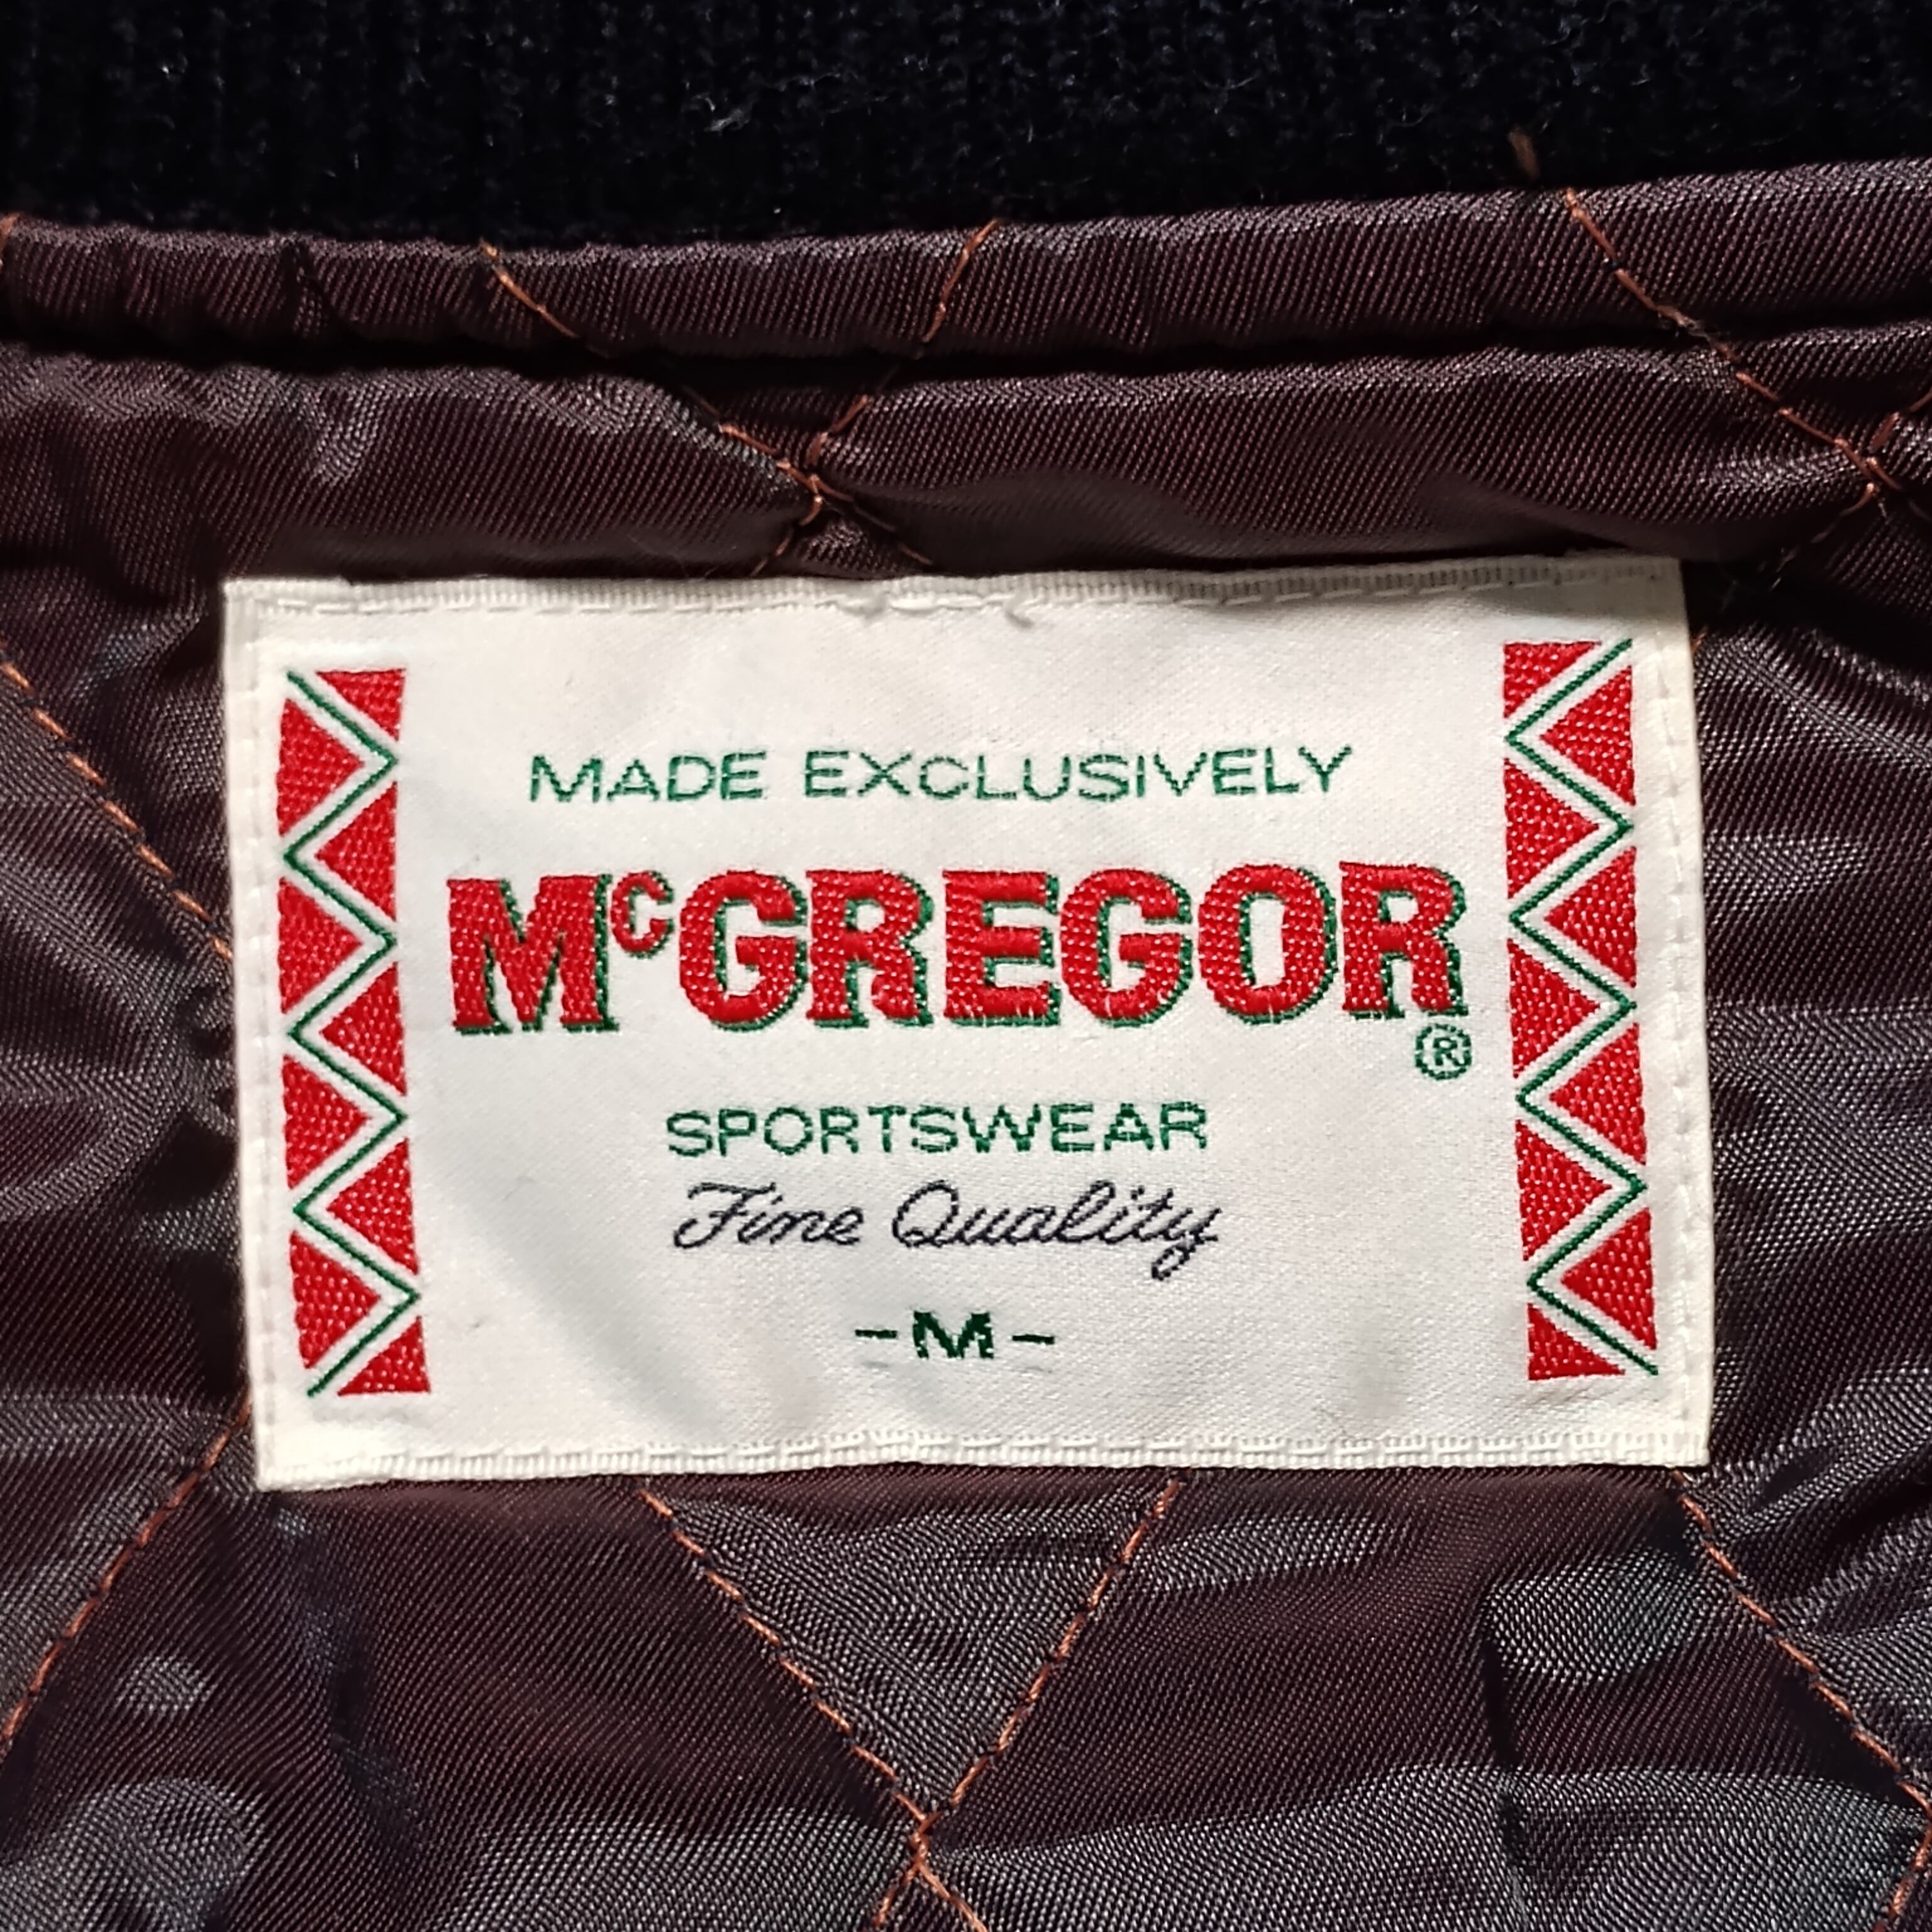 MADE EXCLUSIVELY
McGREGOR
®
SPORTSWEAR
Fine Quality
-M-